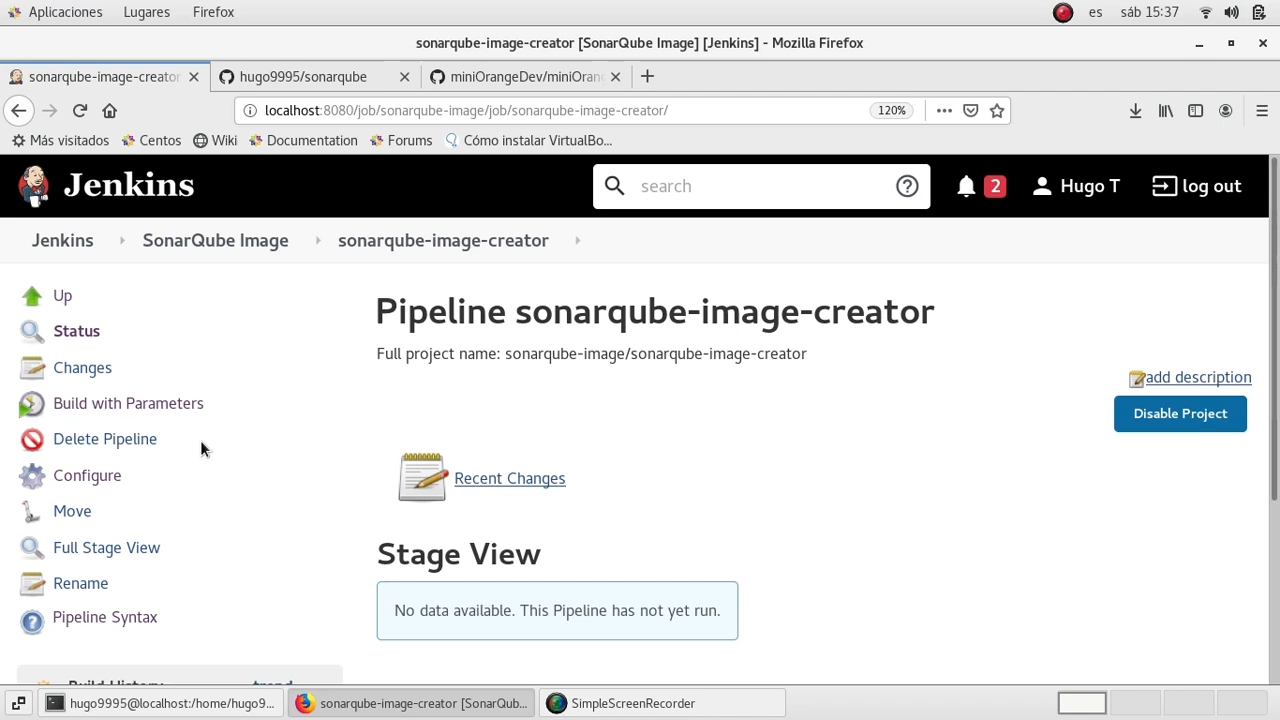 Aplicaciones Lugares Firefox es sáb 15:37
sonarqube-image-creator [SonarQube Image] [Jenkins] - Mozilla Firefox
sonarqube-image-creator hugo9995/sonarqube miniOrangeDev/miniOran
localhost:8080/job/sonarqube-image/job/sonarqube-image-creator/ 120%
Más visitados Centos Wiki Documentation Forums Cómo instalar VirtualBo...
Jenkins search 2 Hugo T log out
Jenkins SonarQube Image sonarqube-image-creator
Up
Status
Changes
Build with Parameters
Delete Pipeline
Configure
Move
Full Stage View
Rename
Pipeline Syntax
Build History trend
Pipeline sonarqube-image-creator
Full project name: sonarqube-image/sonarqube-image-creator
add description
Disable Project
Recent Changes
Stage View
No data available. This Pipeline has not yet run.
hugo9995@localhost:/home/hugo9... sonarqube-image-creator [SonarQub... SimpleScreenRecorder